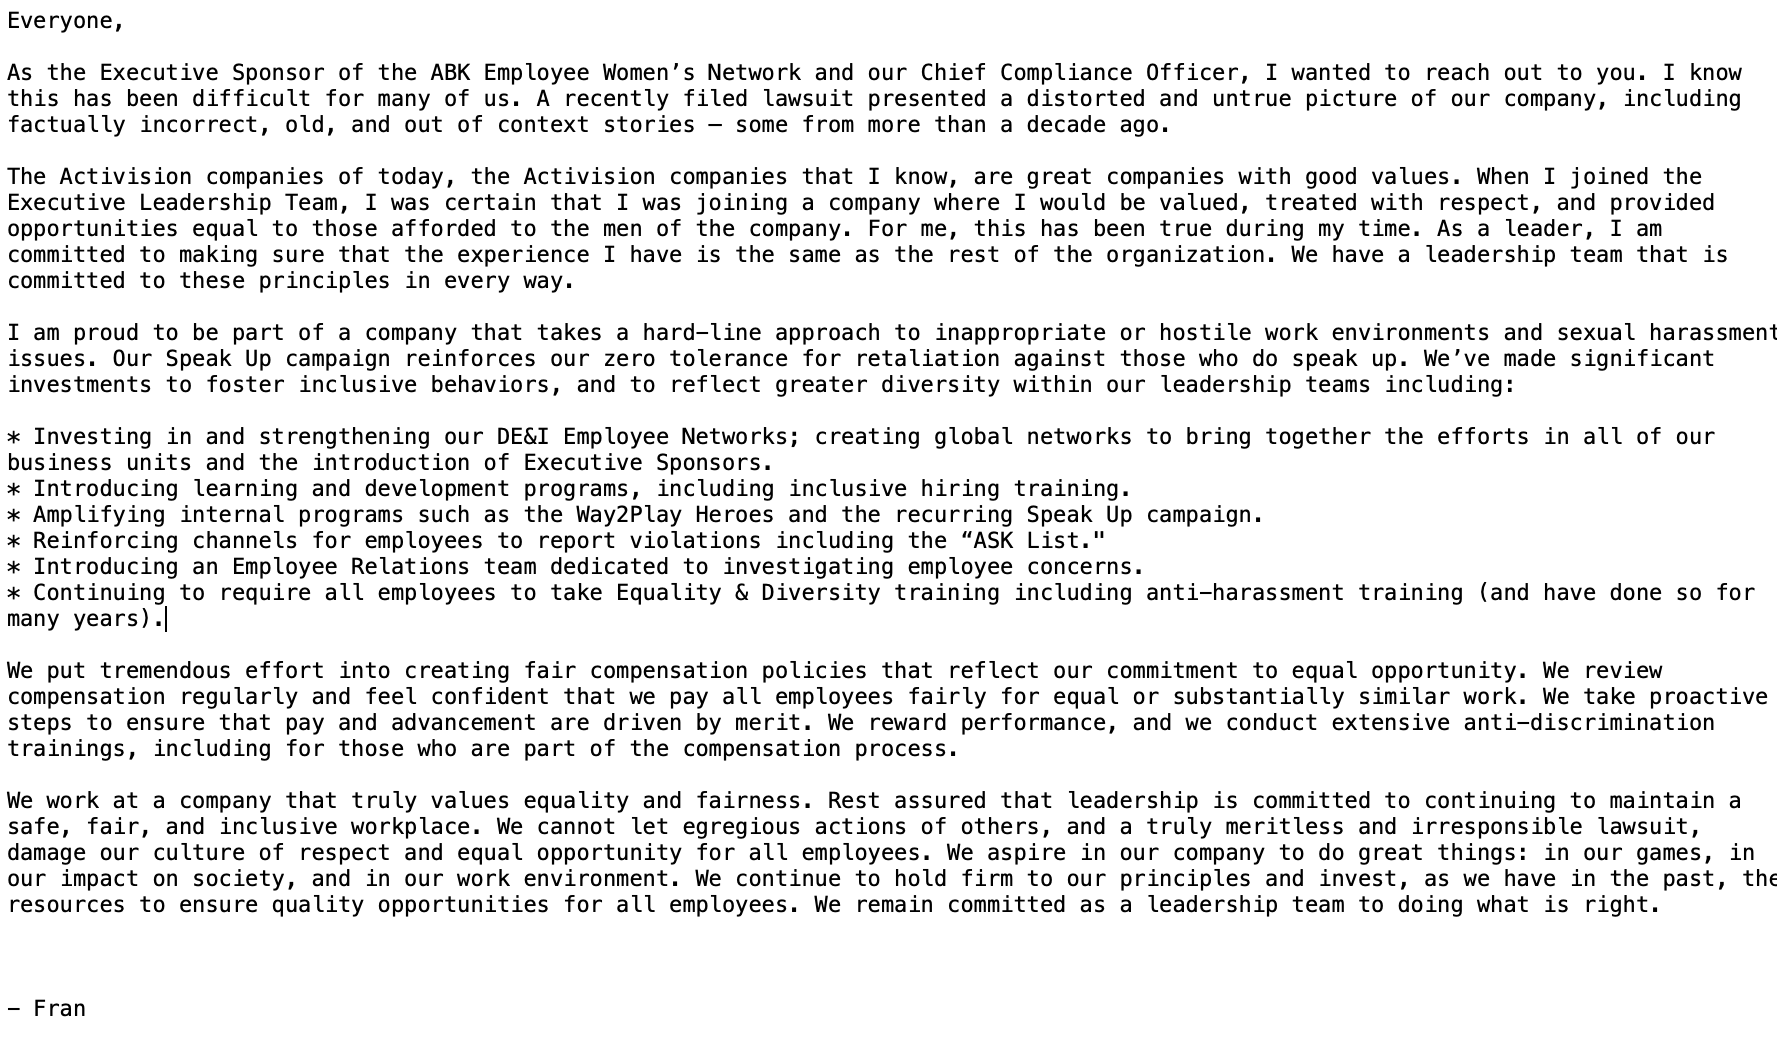 Everyone,
As the Executive Sponsor of the ABK Employee Women’s Network and our Chief Compliance Officer, I wanted to reach out to you. I know
this has been difficult for many of us. A recently filed lawsuit presented a distorted and untrue picture of our company, including
factually incorrect, old, and out of context stories – some from more than a decade ago.
The Activision companies of today, the Activision companies that I know, are great companies with good values. When I joined the
Executive Leadership Team, I was certain that I was joining a company where I would be valued, treated with respect, and provided
opportunities equal to those afforded to the men of the company. For me, this has been true during my time. As a leader, I am
committed to making sure that the experience I have is the same as the rest of the organization. We have a leadership team that is
committed to these principles in every way.
I am proud to be part of a company that takes a hard-line approach to inappropriate or hostile work environments and sexual harassment
issues. Our Speak Up campaign reinforces our zero tolerance for retaliation against those who do speak up. We’ve made significant
investments to foster inclusive behaviors, and to reflect greater diversity within our leadership teams including:
* Investing in and strengthening our DE&I Employee Networks; creating global networks to bring together the efforts in all of our
business units and the introduction of Executive Sponsors.
* Introducing learning and development programs, including inclusive hiring training.
* Amplifying internal programs such as the Way2Play Heroes and the recurring Speak Up campaign.
* Reinforcing channels for employees to report violations including the “ASK List."
* Introducing an Employee Relations team dedicated to investigating employee concerns.
* Continuing to require all employees to take Equality & Diversity training including anti-harassment training (and have done so for
many years).
We put tremendous effort into creating fair compensation policies that reflect our commitment to equal opportunity. We review
compensation regularly and feel confident that we pay all employees fairly for equal or substantially similar work. We take proactive
steps to ensure that pay and advancement are driven by merit. We reward performance, and we conduct extensive anti-discrimination
trainings, including for those who are part of the compensation process.
We work at a company that truly values equality and fairness. Rest assured that leadership is committed to continuing to maintain a
safe, fair, and inclusive workplace. We cannot let egregious actions of others, and a truly meritless and irresponsible lawsuit,
damage our culture of respect and equal opportunity for all employees. We aspire in our company to do great things: in our games, in
our impact on society, and in our work environment. We continue to hold firm to our principles and invest, as we have in the past, the
resources to ensure quality opportunities for all employees. We remain committed as a leadership team to doing what is right.
– Fran